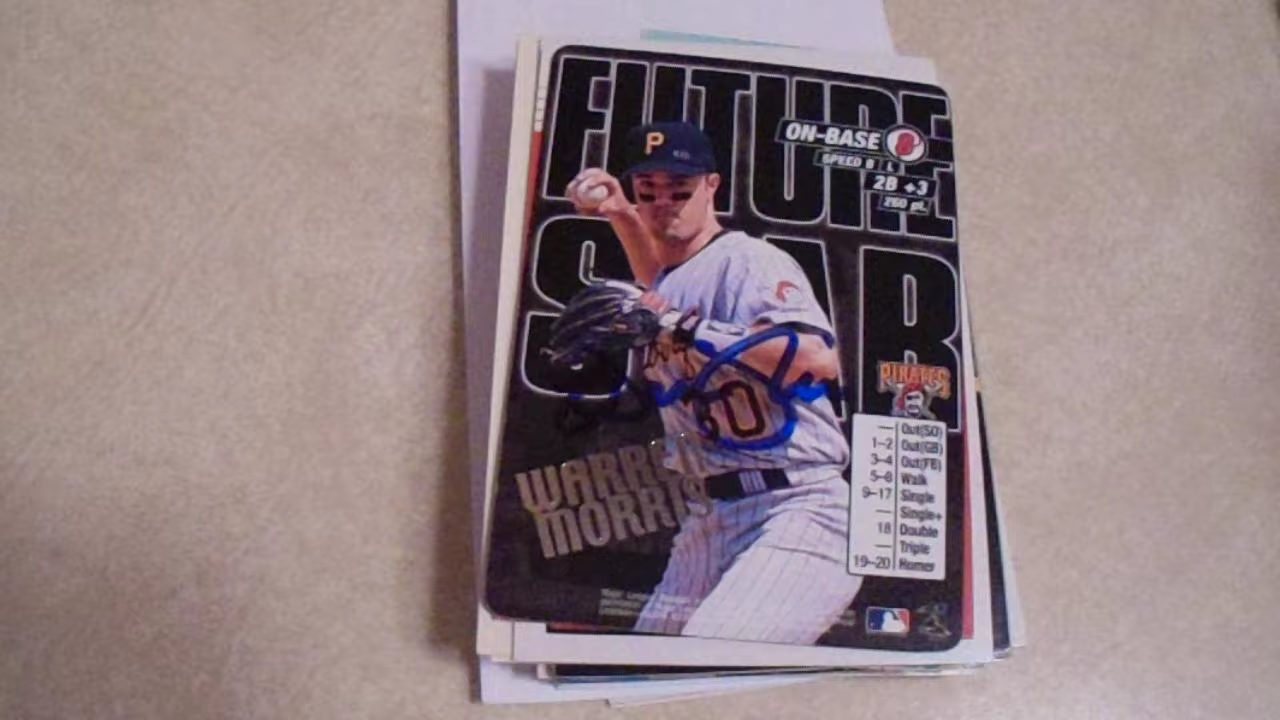 FUTURE
STAR
P
ON-BASE 8
SPEED B L
2B +3
260 pt.
30
PIRATES
WARREN
MORRIS
— Out(SO)
1–2 Out(GB)
3–4 Out(FB)
5–8 Walk
9–17 Single
— Single+
18 Double
— Triple
19–20 Homer